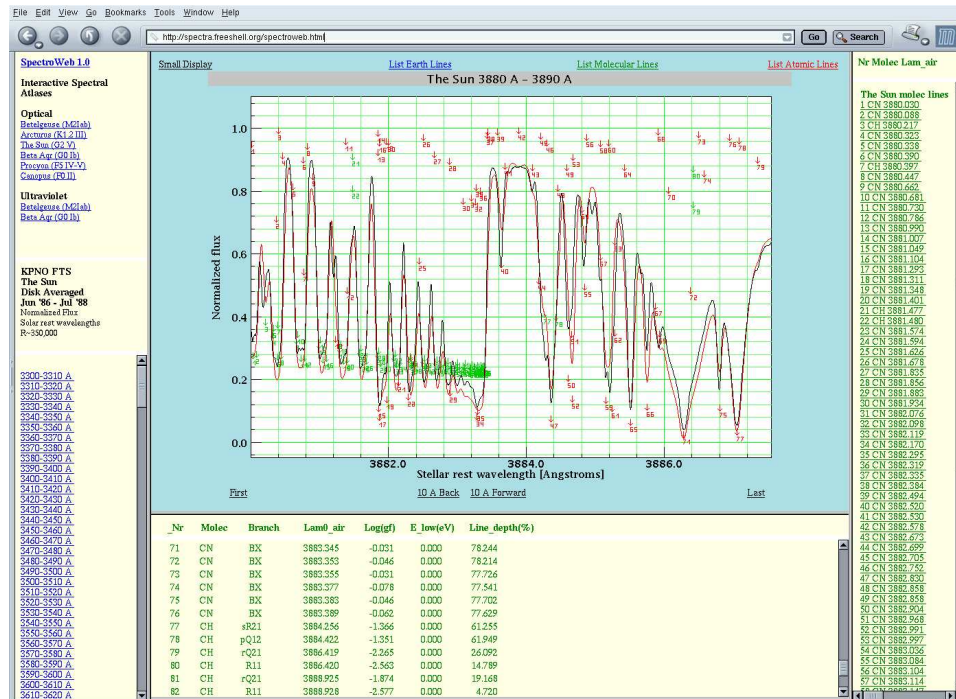 File Edit View Go Bookmarks Tools Window Help
http://spectra.freeshell.org/spectroweb.html
Go
Search
SpectroWeb 1.0
Interactive Spectral
Atlases
Optical
Betelgeuse (M2Iab)
Arcturus (K1.2 III)
The Sun (G2 V)
Beta Aqr (G0 Ib)
Procyon (F5 IV-V)
Canopus (F0 II)
Ultraviolet
Betelgeuse (M2Iab)
Beta Aqr (G0 Ib)
KPNO FTS
The Sun
Disk Averaged
Jun '86 - Jul '88
Normalized Flux
Solar rest wavelengths
R~350,000
3300-3310 A
3310-3320 A
3320-3330 A
3330-3340 A
3340-3350 A
3350-3360 A
3360-3370 A
3370-3380 A
3380-3390 A
3390-3400 A
3400-3410 A
3410-3420 A
3420-3430 A
3430-3440 A
3440-3450 A
3450-3460 A
3460-3470 A
3470-3480 A
3480-3490 A
3490-3500 A
3500-3510 A
3510-3520 A
3520-3530 A
3530-3540 A
3540-3550 A
3550-3560 A
3560-3570 A
3570-3580 A
3580-3590 A
3590-3600 A
3600-3610 A
3610-3620 A
Small Display List Earth Lines List Molecular Lines List Atomic Lines
The Sun 3880 A - 3890 A
Normalized flux
1.0
0.8
0.6
0.4
0.2
0.0
3882.0 3884.0 3886.0
Stellar rest wavelength [Angstroms]
First 10 A Back 10 A Forward Last
_Nr Molec Branch Lam0_air Log(gf) E_low(eV) Line_depth(%)
71 CN BX 3883.345 -0.031 0.000 78.244
72 CN BX 3883.353 -0.046 0.000 78.214
73 CN BX 3883.355 -0.031 0.000 77.726
74 CN BX 3883.377 -0.078 0.000 77.541
75 CN BX 3883.383 -0.046 0.000 77.702
76 CN BX 3883.389 -0.062 0.000 77.629
77 CH sR21 3884.256 -1.366 0.000 61.255
78 CH pQ12 3884.422 -1.351 0.000 61.949
79 CH rQ21 3886.419 -2.265 0.000 26.092
80 CH R11 3886.420 -2.563 0.000 14.789
81 CH rQ21 3888.925 -1.874 0.000 19.168
82 CH R11 3888.928 -2.577 0.000 4.720
Nr Molec Lam_air
The Sun molec lines
1 CN 3880.030
2 CN 3880.088
3 CH 3880.217
4 CN 3880.323
5 CN 3880.338
6 CN 3880.390
7 CH 3880.397
8 CN 3880.447
9 CN 3880.662
10 CN 3880.681
11 CN 3880.730
12 CN 3880.786
13 CN 3880.990
14 CN 3881.007
15 CN 3881.049
16 CN 3881.104
17 CN 3881.293
18 CN 3881.311
19 CN 3881.348
20 CN 3881.401
21 CH 3881.477
22 CH 3881.480
23 CN 3881.574
24 CN 3881.594
25 CN 3881.626
26 CN 3881.678
27 CN 3881.835
28 CN 3881.856
29 CN 3881.883
30 CN 3881.934
31 CN 3882.076
32 CN 3882.098
33 CN 3882.119
34 CN 3882.170
35 CN 3882.295
36 CN 3882.319
37 CN 3882.335
38 CN 3882.384
39 CN 3882.494
40 CN 3882.520
41 CN 3882.530
42 CN 3882.578
43 CN 3882.673
44 CN 3882.699
45 CN 3882.705
46 CN 3882.752
47 CN 3882.830
48 CN 3882.858
49 CN 3882.858
50 CN 3882.904
51 CN 3882.968
52 CN 3882.991
53 CN 3882.997
54 CN 3883.036
55 CN 3883.084
56 CN 3883.104
57 CN 3883.114